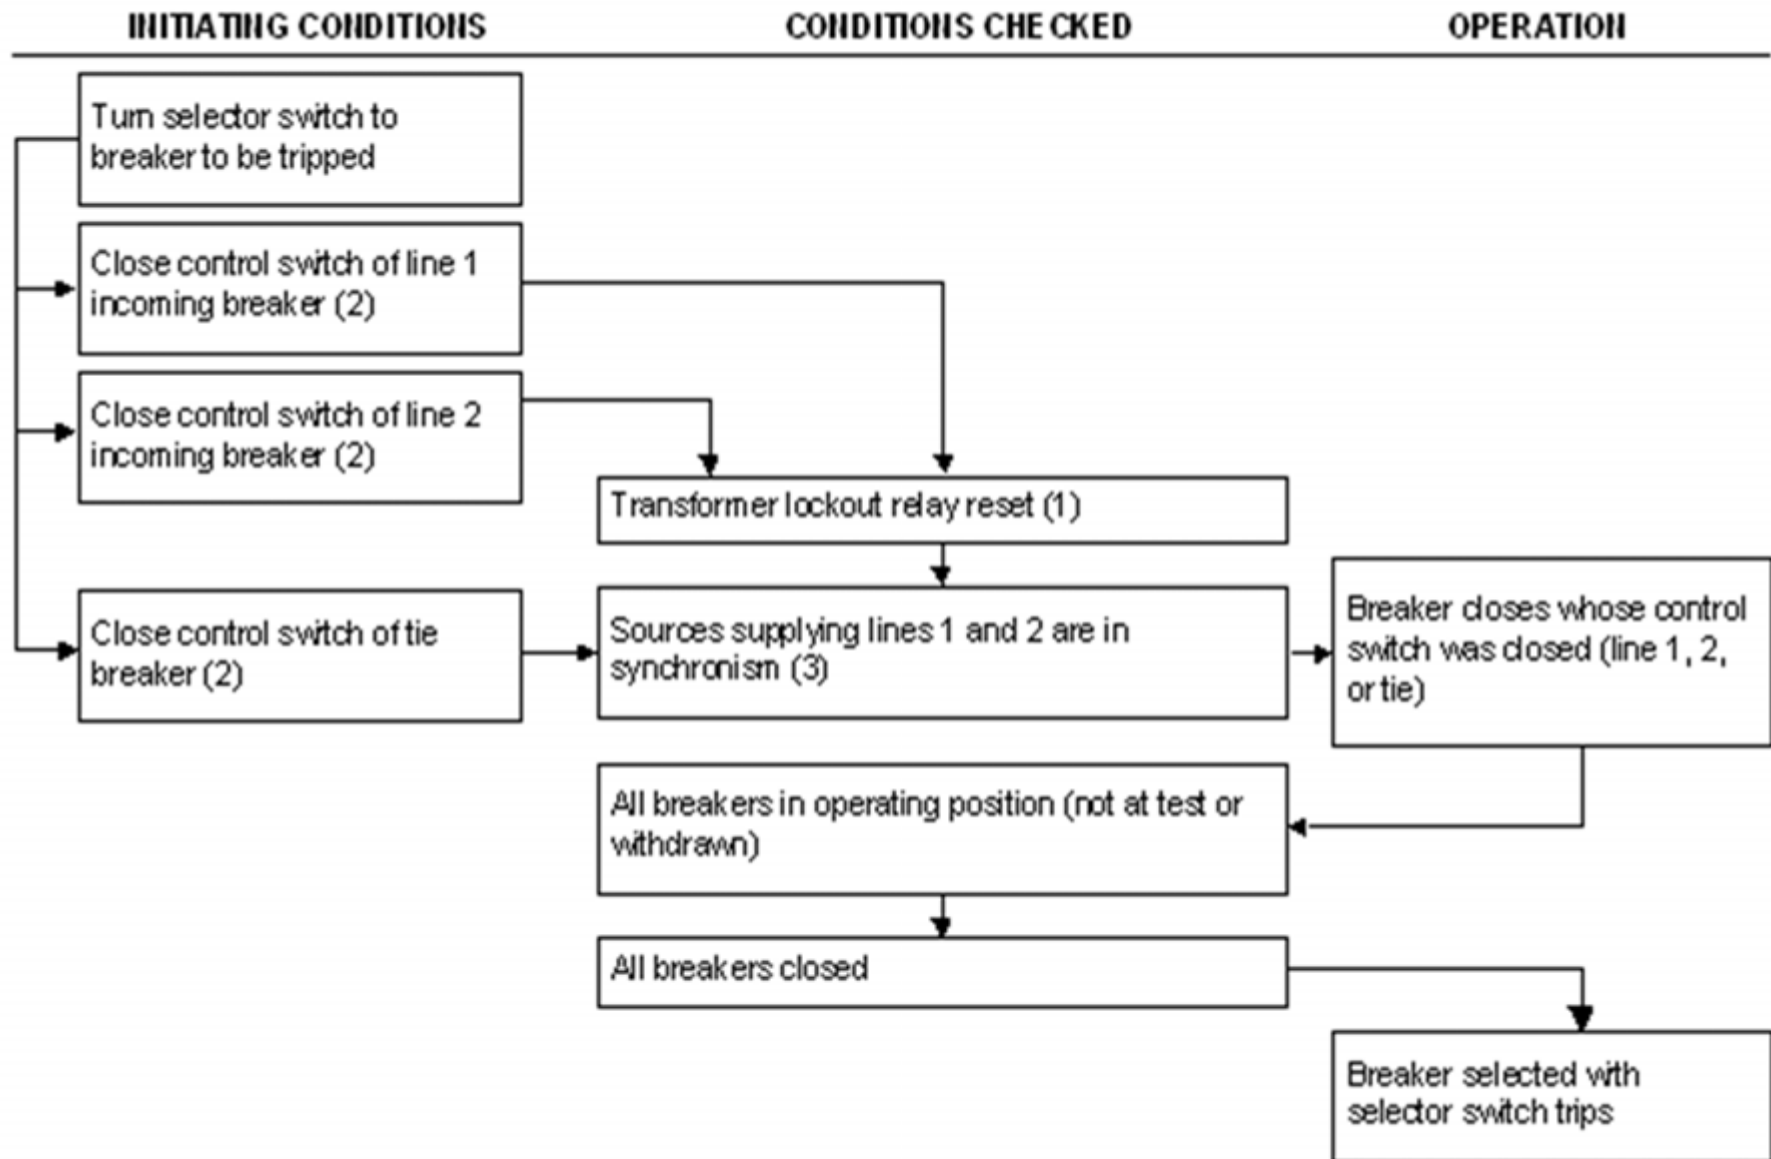 INITIATING CONDITIONS
CONDITIONS CHECKED
OPERATION
Turn selector switch to
breaker to be tripped
Close control switch of line 1
incoming breaker (2)
Close control switch of line 2
incoming breaker (2)
Transformer lockout relay reset (1)
Close control switch of tie
breaker (2)
Sources supplying lines 1 and 2 are in
synchronism (3)
Breaker closes whose control
switch was closed (line 1, 2,
or tie)
All breakers in operating position (not at test or
withdrawn)
All breakers closed
Breaker selected with
selector switch trips